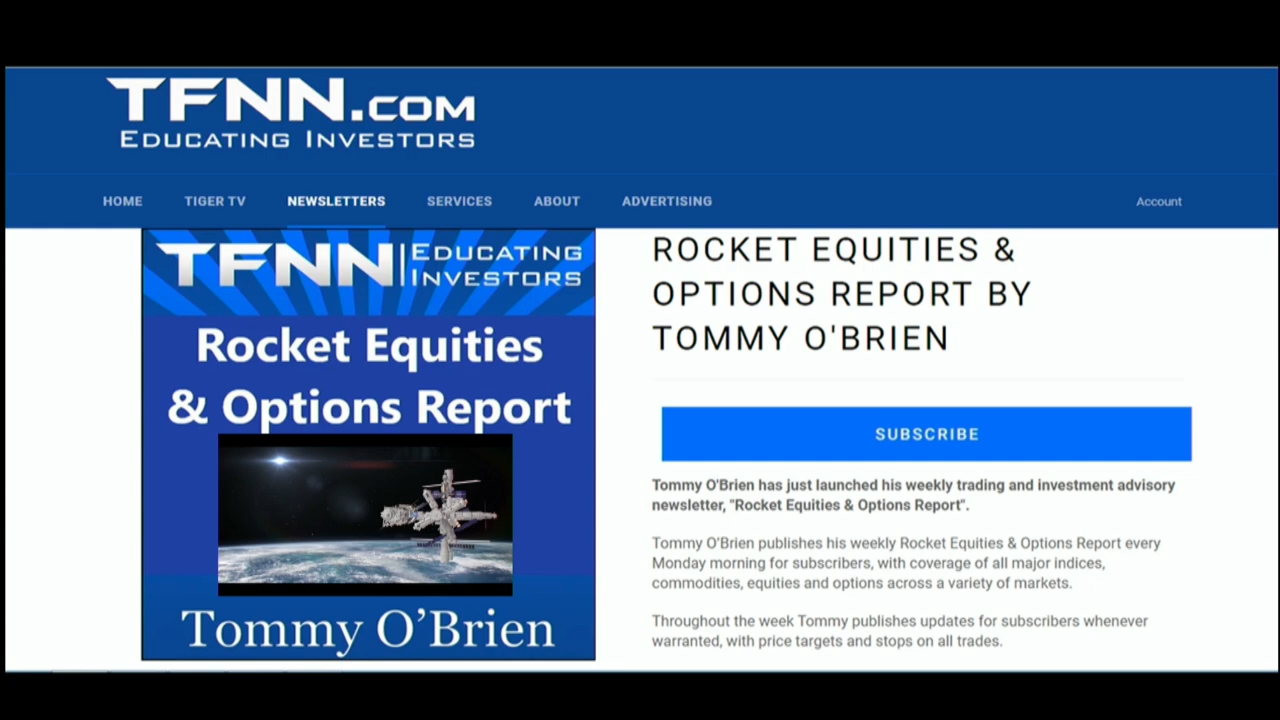 TFNN.COM
EDUCATING INVESTORS
HOME TIGER TV NEWSLETTERS SERVICES ABOUT ADVERTISING Account
TFNN EDUCATING
INVESTORS
Rocket Equities
& Options Report
Tommy O’Brien
ROCKET EQUITIES &
OPTIONS REPORT BY
TOMMY O'BRIEN
SUBSCRIBE
Tommy O'Brien has just launched his weekly trading and investment advisory
newsletter, "Rocket Equities & Options Report".
Tommy O’Brien publishes his weekly Rocket Equities & Options Report every
Monday morning for subscribers, with coverage of all major indices,
commodities, equities and options across a variety of markets.
Throughout the week Tommy publishes updates for subscribers whenever
warranted, with price targets and stops on all trades.